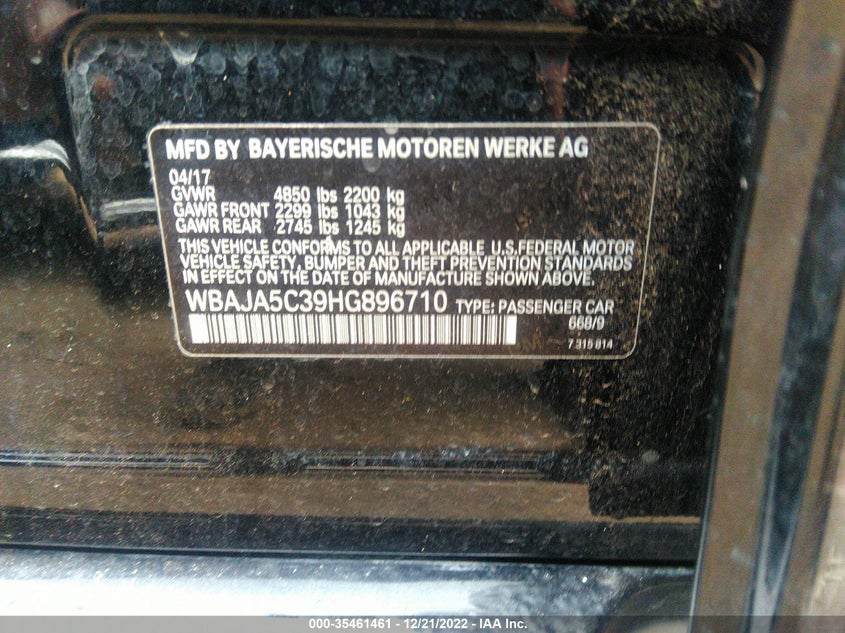 MFD BY BAYERISCHE MOTOREN WERKE AG
04/17
GVWR 4850 lbs 2200 kg
GAWR FRONT 2299 lbs 1043 kg
GAWR REAR 2745 lbs 1245 kg
THIS VEHICLE CONFORMS TO ALL APPLICABLE U.S.FEDERAL MOTOR
VEHICLE SAFETY, BUMPER AND THEFT PREVENTION STANDARDS
IN EFFECT ON THE DATE OF MANUFACTURE SHOWN ABOVE.
WBAJA5C39HG896710 TYPE: PASSENGER CAR
668/9
7 315 814
000-35461461 - 12/21/2022 - IAA Inc.